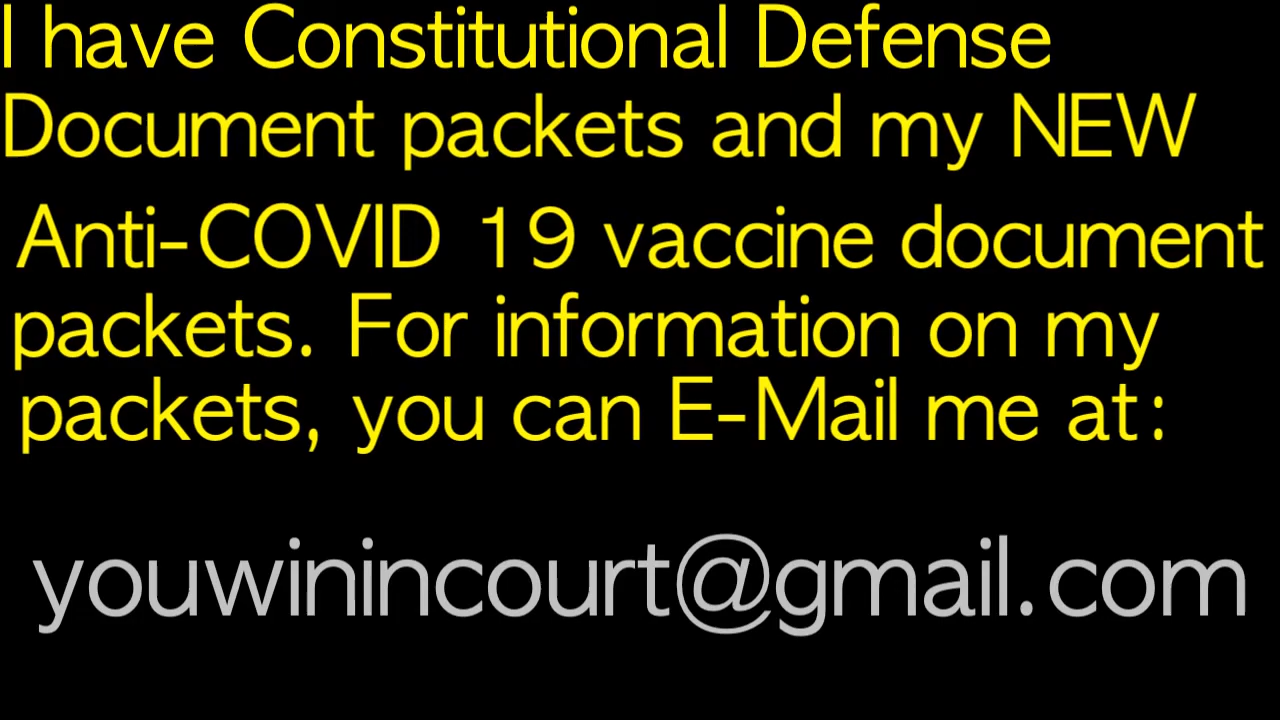 I have Constitutional Defense
Document packets and my NEW
Anti-COVID 19 vaccine document
packets. For information on my
packets, you can E-Mail me at:
youwinincourt@gmail.com